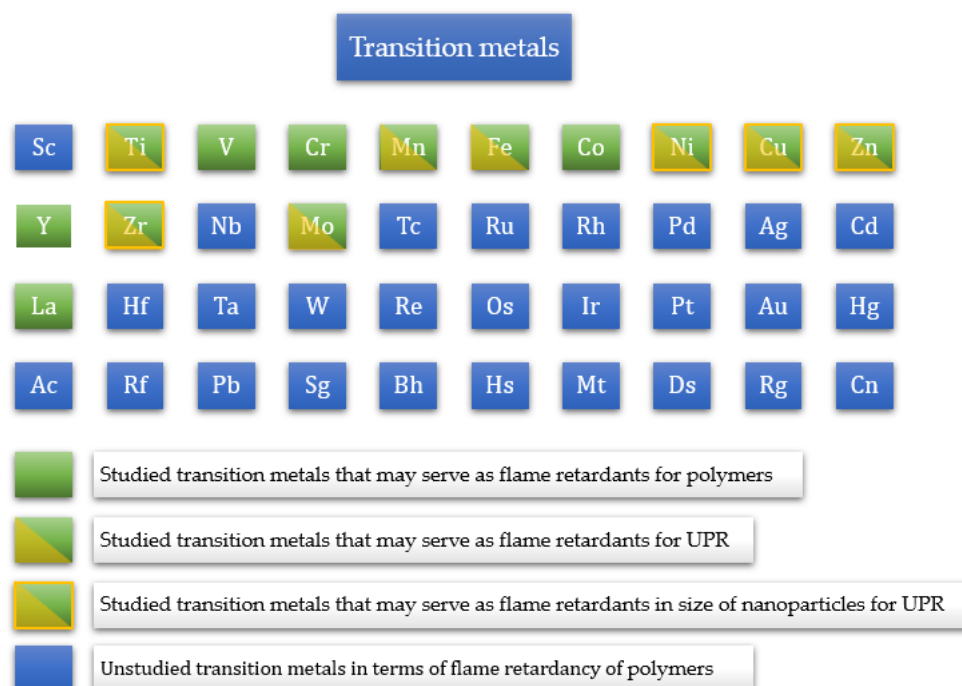 Transition metals
Sc Ti V Cr Mn Fe Co Ni Cu Zn
Y Zr Nb Mo Tc Ru Rh Pd Ag Cd
La Hf Ta W Re Os Ir Pt Au Hg
Ac Rf Pb Sg Bh Hs Mt Ds Rg Cn
Studied transition metals that may serve as flame retardants for polymers
Studied transition metals that may serve as flame retardants for UPR
Studied transition metals that may serve as flame retardants in size of nanoparticles for UPR
Unstudied transition metals in terms of flame retardancy of polymers